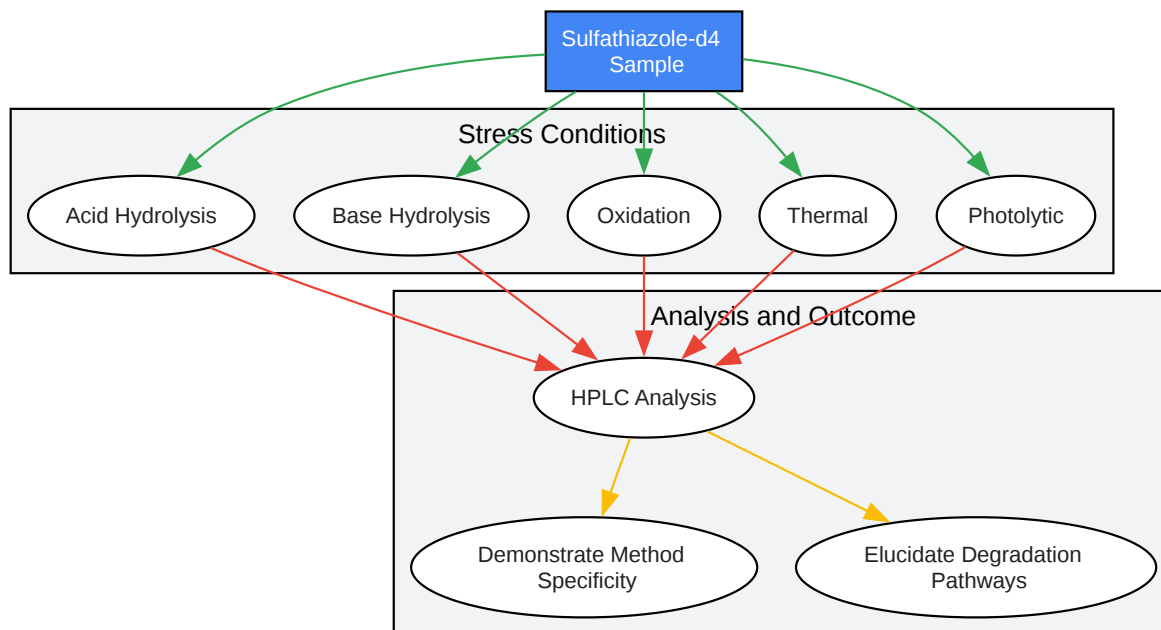 Sulfathiazole-d4
Sample
Stress Conditions
Acid Hydrolysis
Base Hydrolysis
Oxidation
Thermal
Photolytic
Analysis and Outcome
HPLC Analysis
Demonstrate Method
Specificity
Elucidate Degradation
Pathways